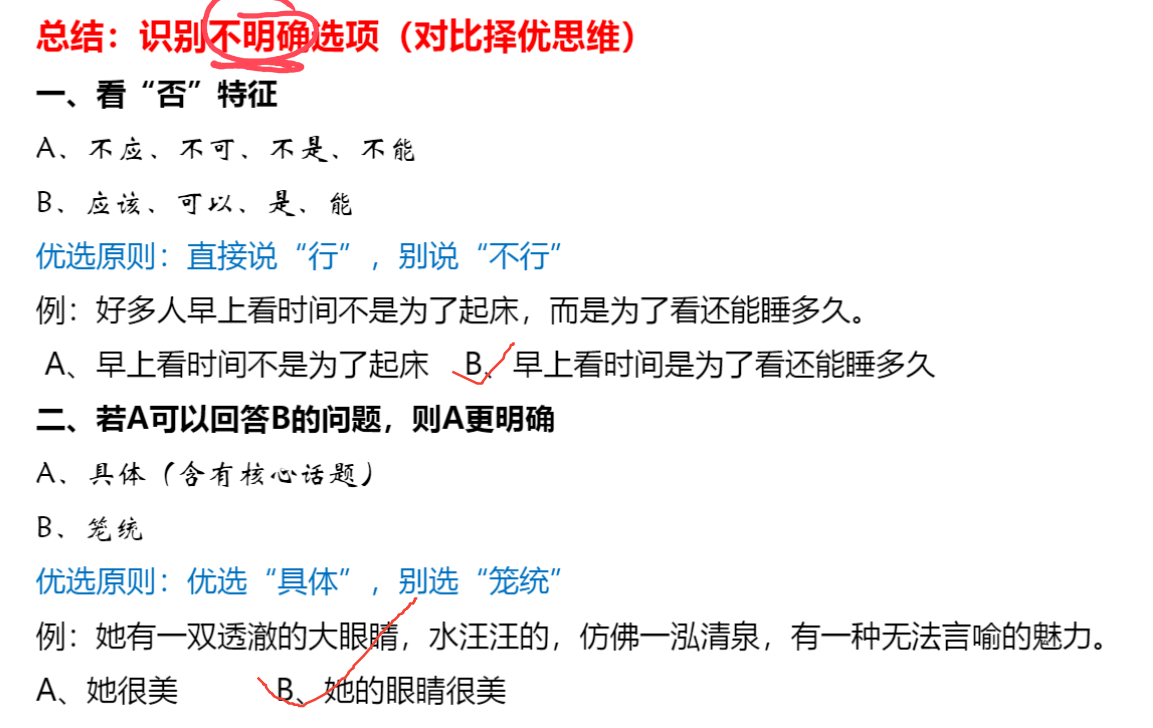 总结：识别不明确选项（对比择优思维）
一、看“否”特征
A、不应、不可、不是、不能
B、应该、可以、是、能
优选原则：直接说“行”，别说“不行”
例：好多人早上看时间不是为了起床，而是为了看还能睡多久。
A、早上看时间不是为了起床 B、早上看时间是为了看还能睡多久
二、若A可以回答B的问题，则A更明确
A、具体（含有核心话题）
B、笼统
优选原则：优选“具体”，别选“笼统”
例：她有一双透澈的大眼睛，水汪汪的，仿佛一泓清泉，有一种无法言喻的魅力。
A、她很美 B、她的眼睛很美